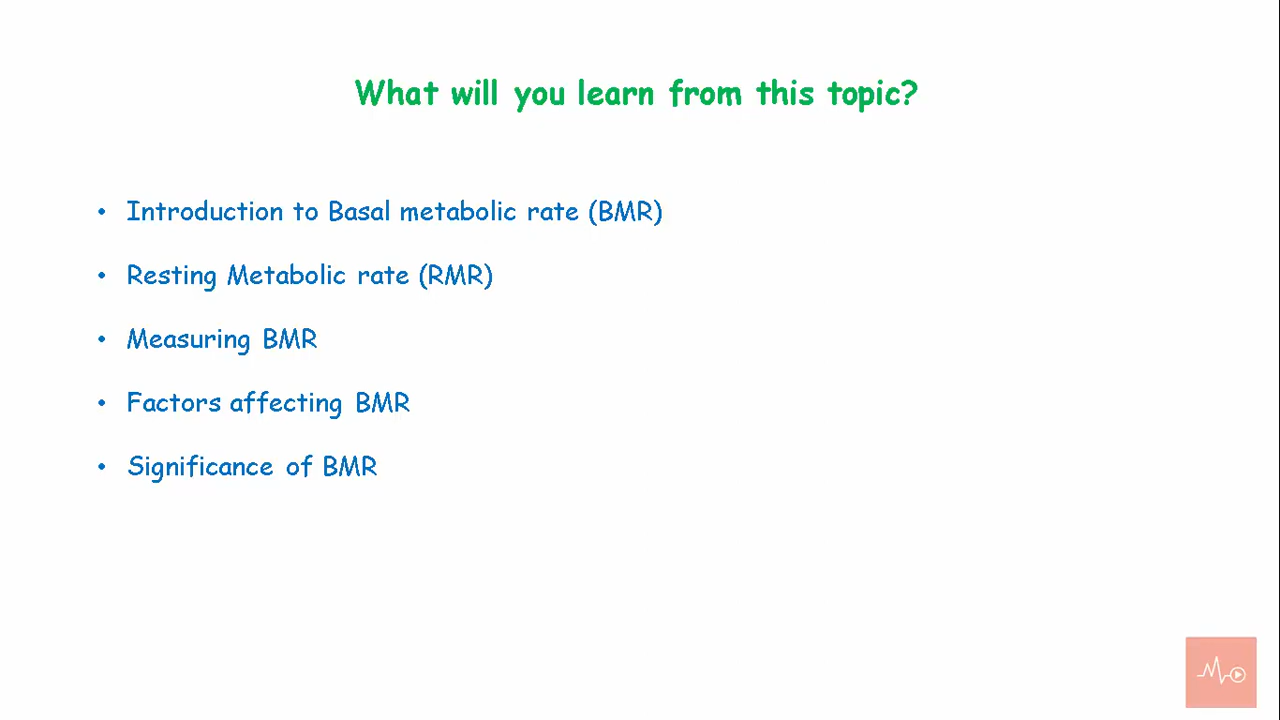 What will you learn from this topic?
• Introduction to Basal metabolic rate (BMR)
• Resting Metabolic rate (RMR)
• Measuring BMR
• Factors affecting BMR
• Significance of BMR